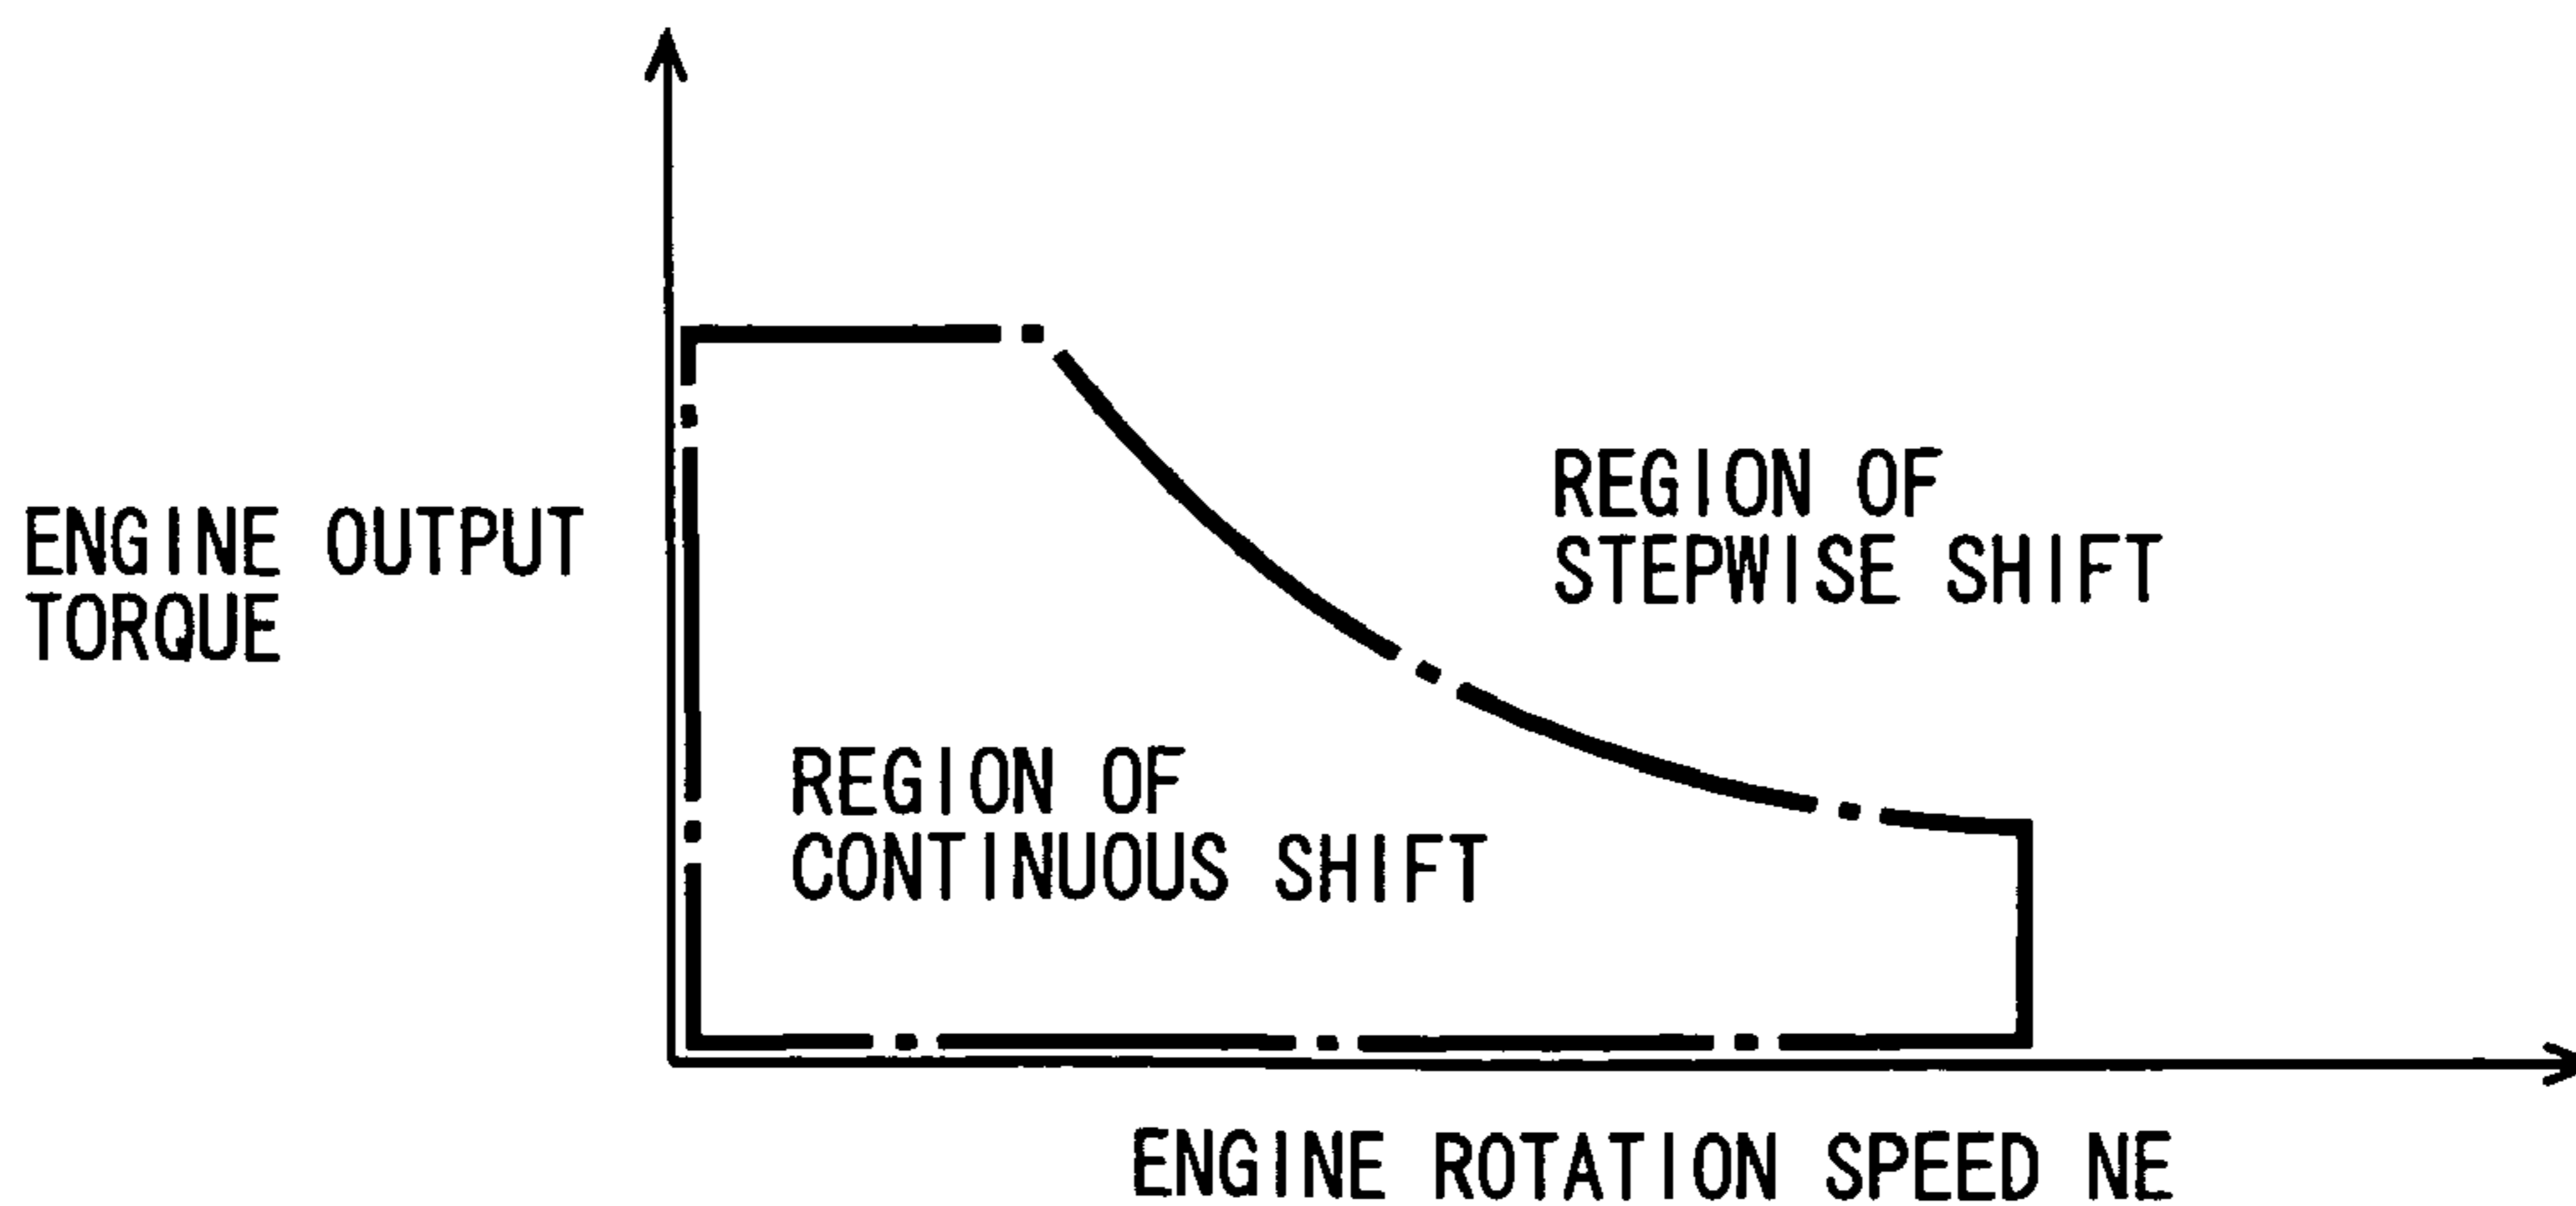 ENGINE OUTPUT
TORQUE
REGION OF
STEPWISE SHIFT
REGION OF
CONTINUOUS SHIFT
ENGINE ROTATION SPEED NE